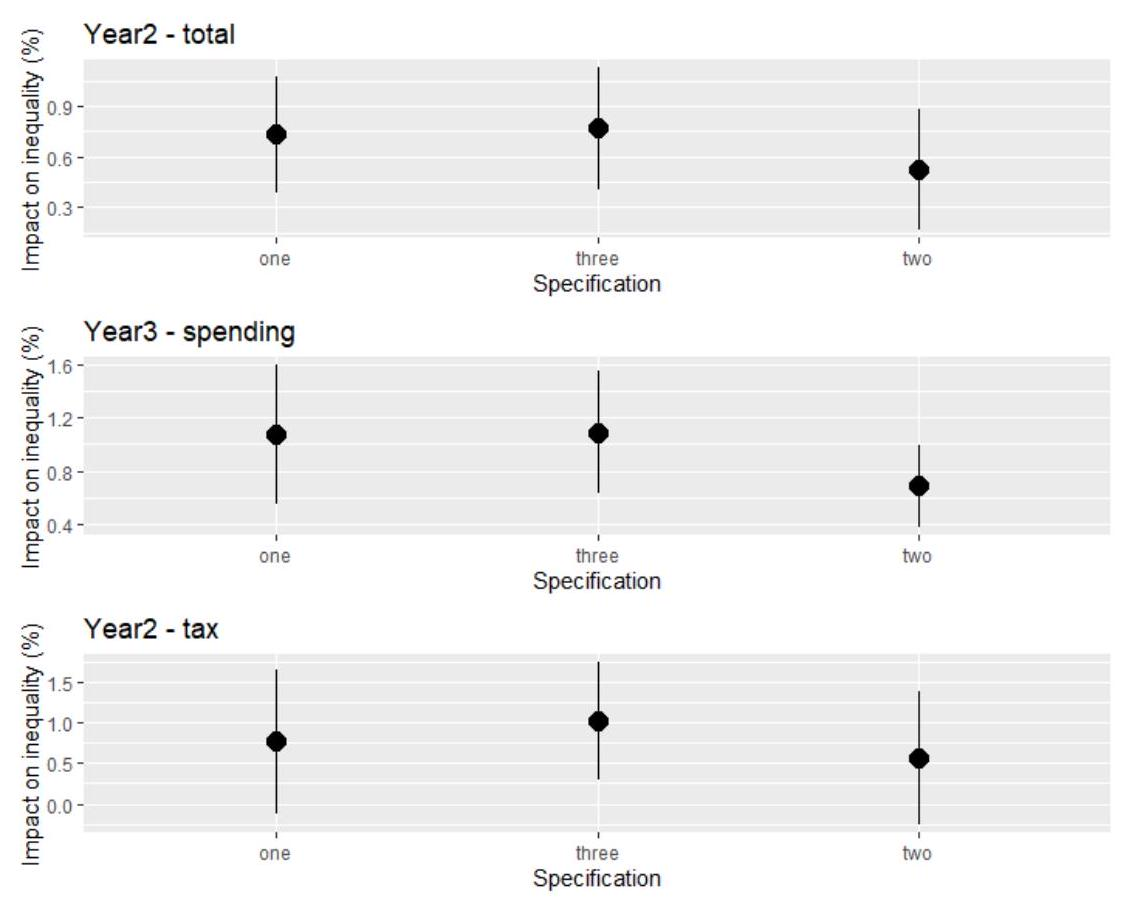 Year2 - total
Impact on inequality (%)
0.9
0.6
0.3
one three two
Specification
Year3 - spending
Impact on inequality (%)
1.6
1.2
0.8
0.4
one three two
Specification
Year2 - tax
Impact on inequality (%)
1.5
1.0
0.5
0.0
one three two
Specification